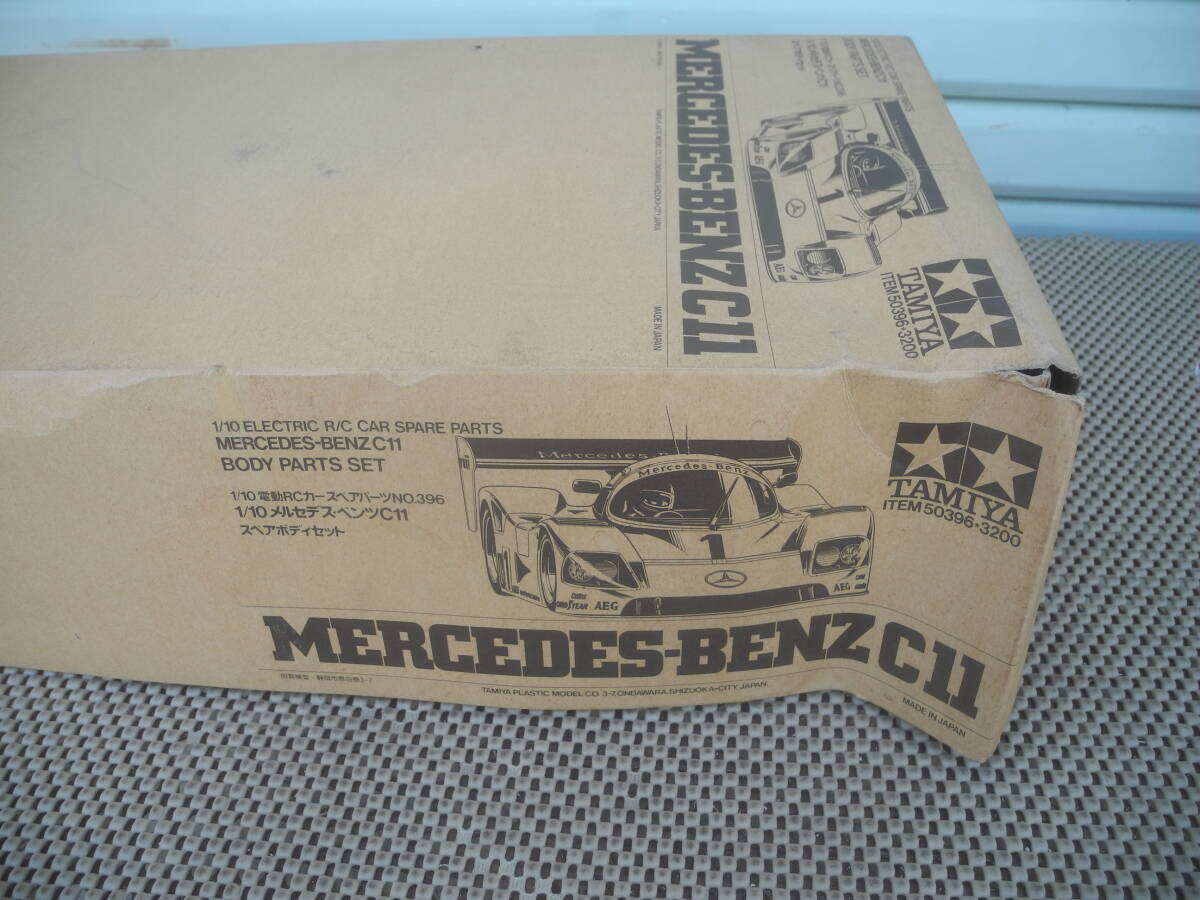 MERCEDES-BENZ C11
MADE IN JAPAN
TAMIYA
ITEM 50396・3200
1/10 ELECTRIC R/C CAR SPARE PARTS
MERCEDES-BENZ C11
BODY PARTS SET
1/10 電動RCカースペアパーツNO.396
1/10 メルセデス・ベンツC11
スペアボディセット
Mercedes-Benz
1
GOODYEAR AEG
AEG
TAMIYA
ITEM 50396・3200
MERCEDES-BENZ C11
TAMIYA PLASTIC MODEL CO. 3-7, ONDAWARA, SHIZUOKA-CITY, JAPAN.
MADE IN JAPAN